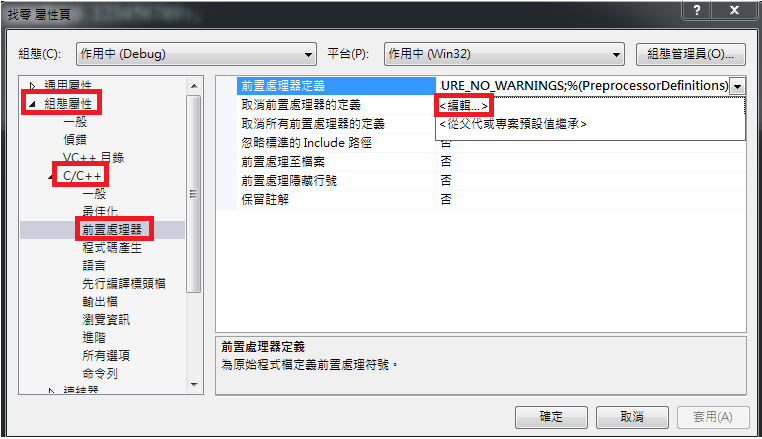 找零 屬性頁
組態(C):
作用中 (Debug)
平台(P):
作用中 (Win32)
組態管理員(O)...
通用屬性
組態屬性
一般
偵錯
VC++ 目錄
C/C++
一般
最佳化
前置處理器
程式碼產生
語言
先行編譯標頭檔
輸出檔
瀏覽資訊
進階
所有選項
命令列
連結器
前置處理器定義
URE_NO_WARNINGS;%(PreprocessorDefinitions)
取消前置處理器的定義
<編輯...>
取消所有前置處理器的定義
<從父代或專案預設值繼承>
忽略標準的 Include 路徑
否
前置處理至檔案
否
前置處理隱藏行號
否
保留註解
否
前置處理器定義
為原始程式檔定義前置處理符號。
確定
取消
套用(A)